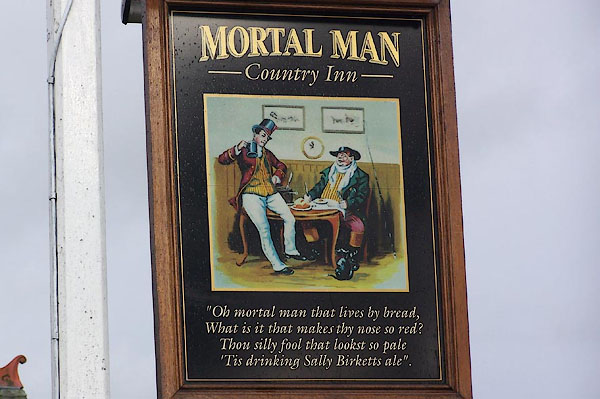 MORTAL MAN
Country Inn
"Oh mortal man that lives by bread,
What is it that makes thy nose so red?
Thou silly fool that lookst so pale
'Tis drinking Sally Birketts ale".